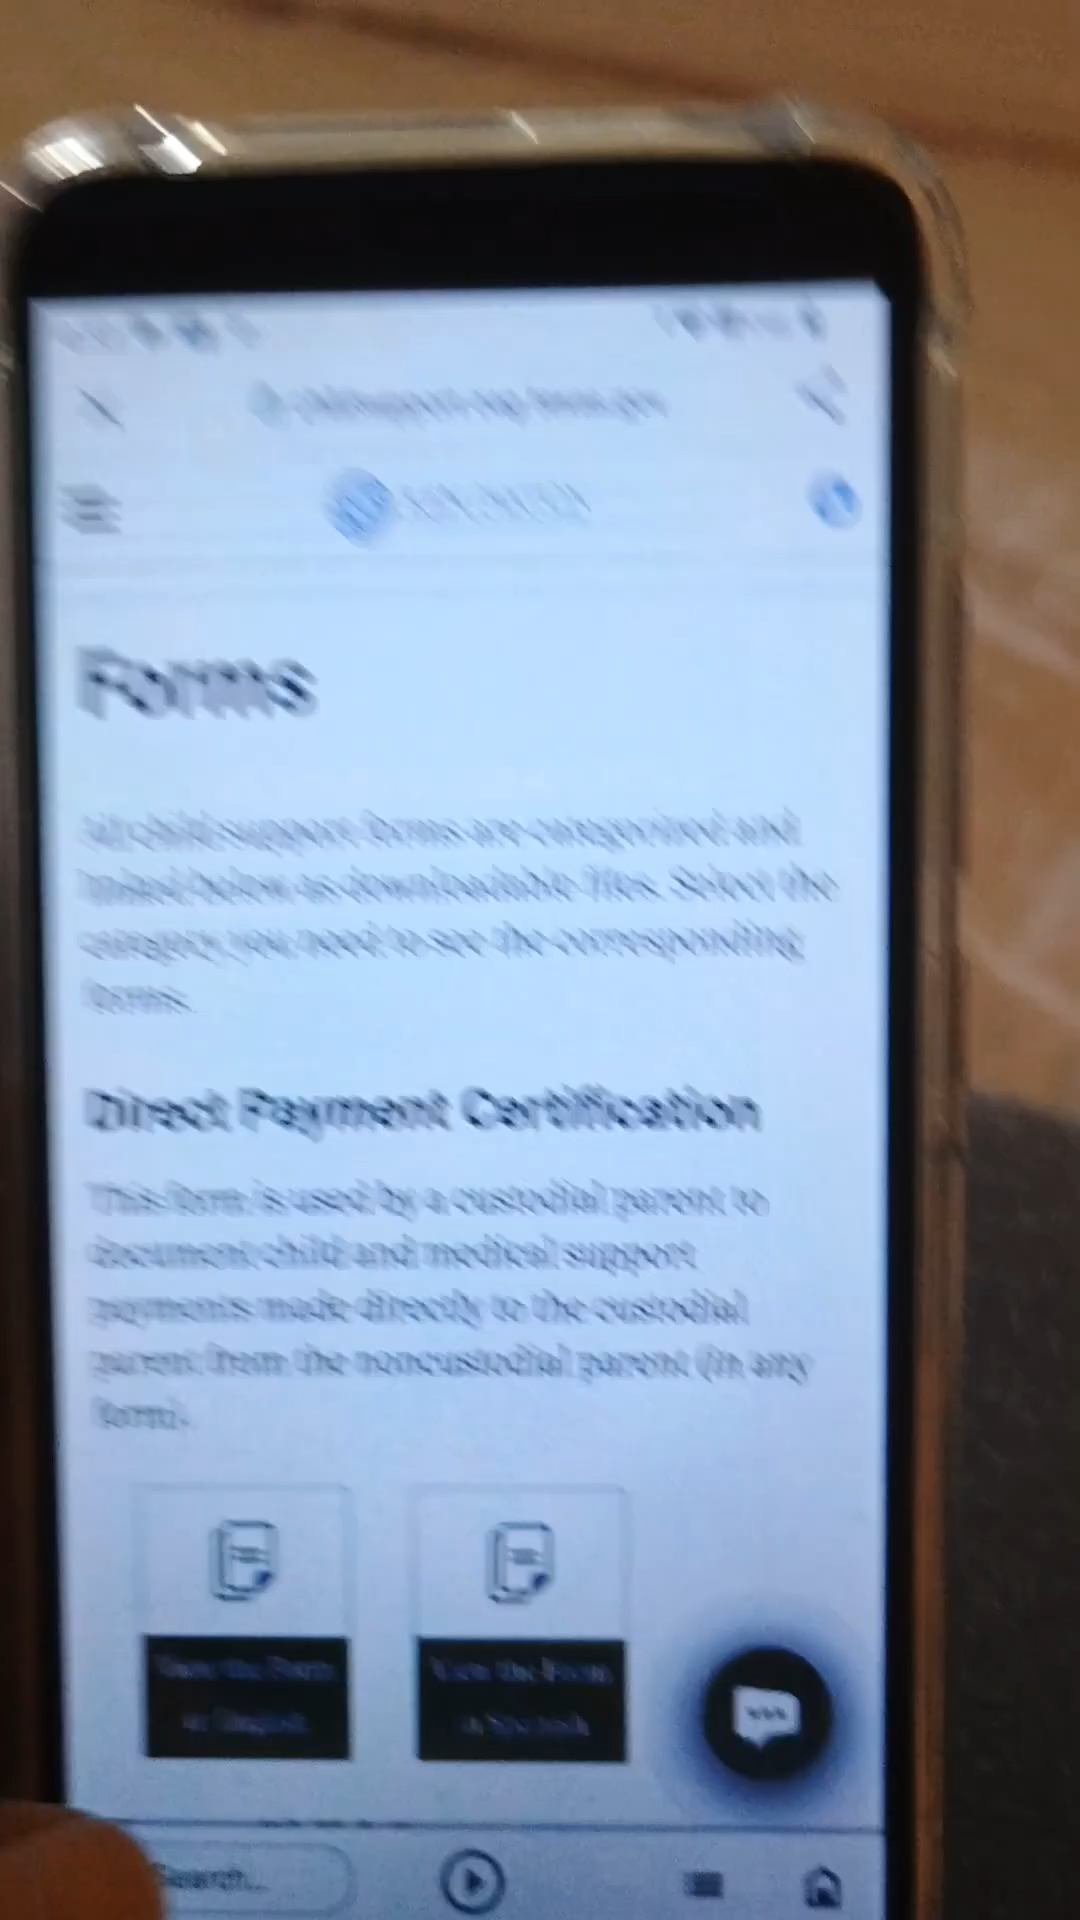 Forms
All child support forms are categorized and
linked below as downloadable files. Select the
category you need to see the corresponding
forms.
Direct Payment Certification
This form is used by a custodial parent to
document child and medical support
payments made directly to the custodial
parent from the noncustodial parent (in any
form).
View the Form
in English
View the Form
in Spanish
Search...